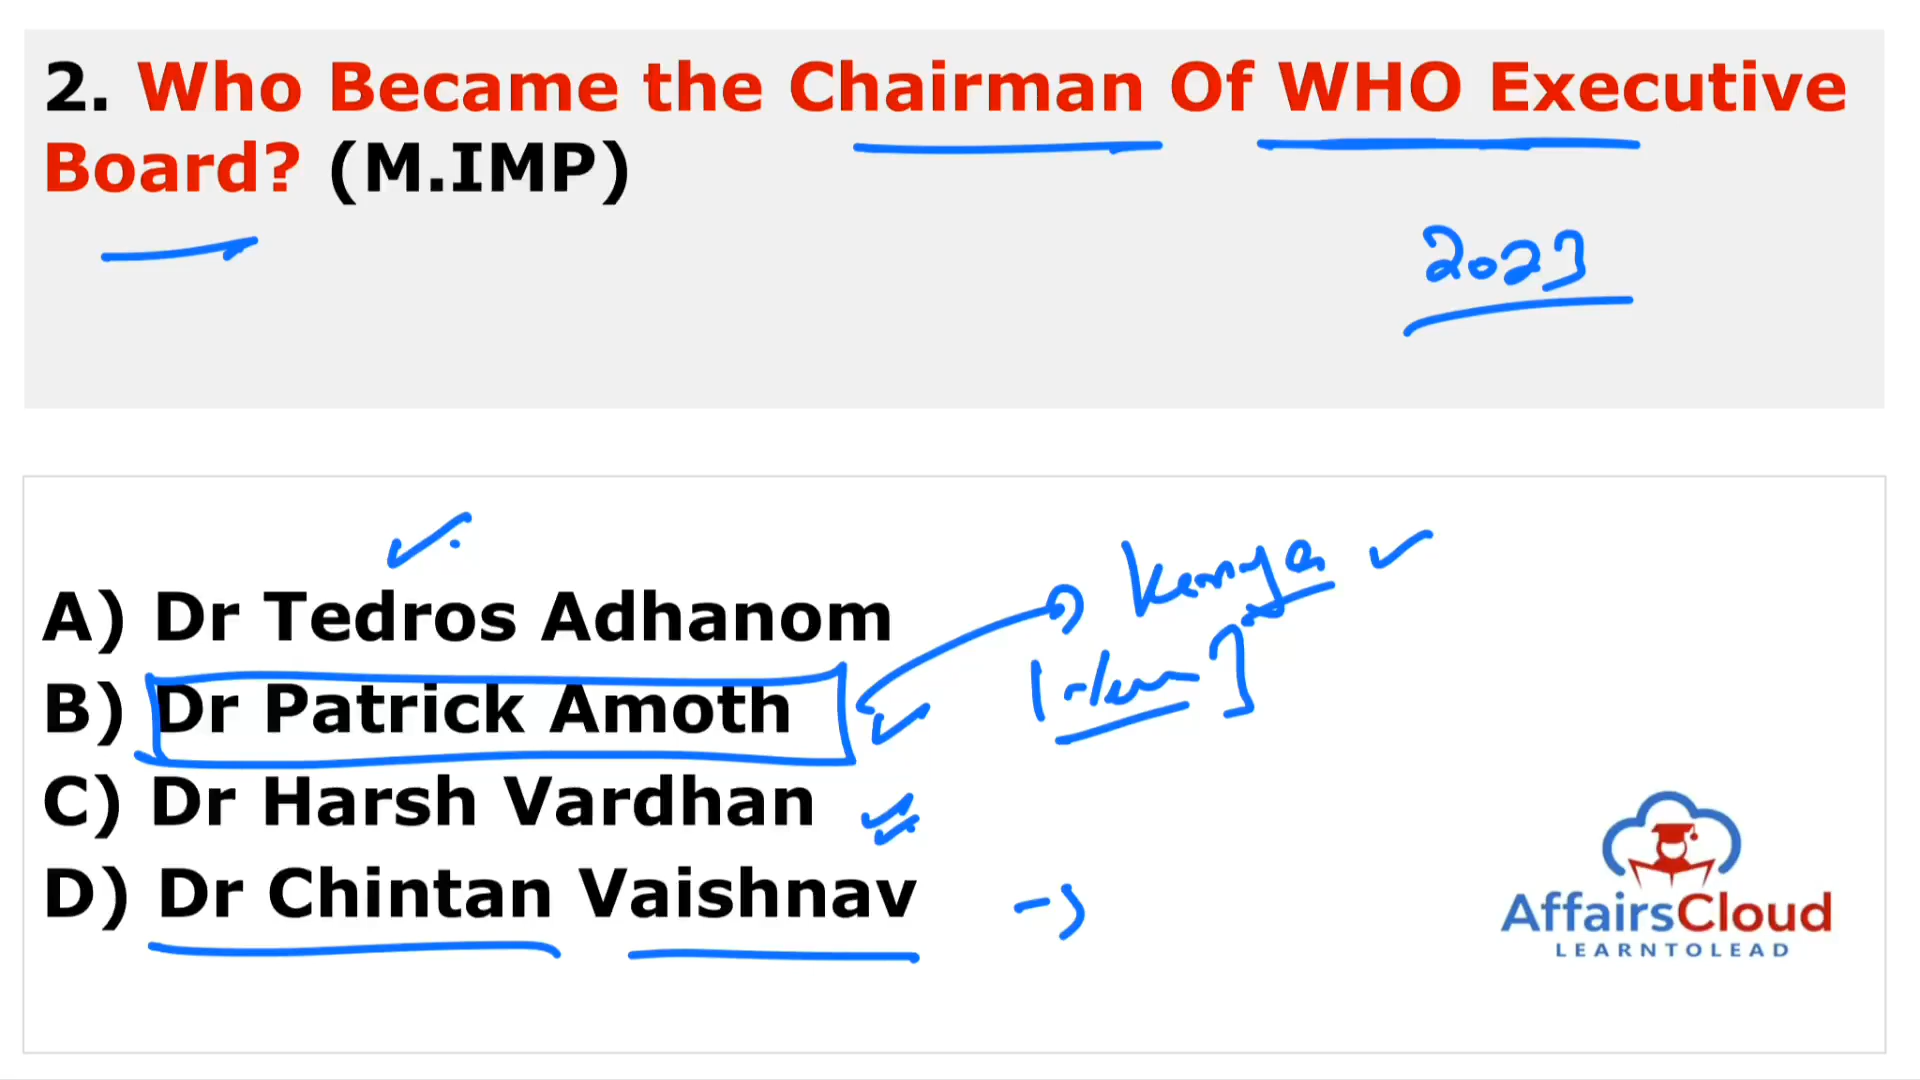 2. Who Became the Chairman Of WHO Executive
Board? (M.IMP)
2023
A) Dr Tedros Adhanom
Kenya
B) Dr Patrick Amoth
C) Dr Harsh Vardhan
D) Dr Chintan Vaishnav
AffairsCloud
LEARNTOLEAD